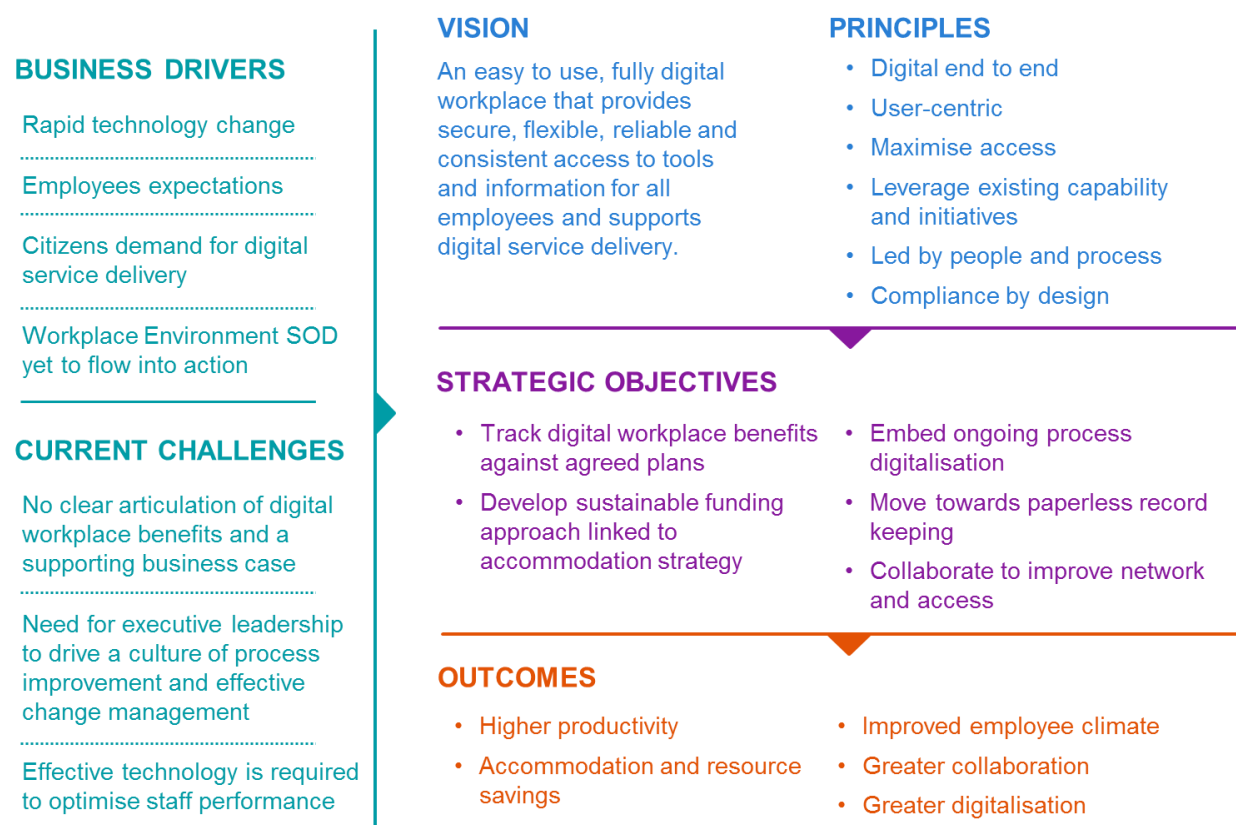 BUSINESS DRIVERS
Rapid technology change
Employees expectations
Citizens demand for digital
service delivery
Workplace Environment SOD
yet to flow into action
CURRENT CHALLENGES
No clear articulation of digital
workplace benefits and a
supporting business case
Need for executive leadership
to drive a culture of process
improvement and effective
change management
Effective technology is required
to optimise staff performance
VISION
An easy to use, fully digital
workplace that provides
secure, flexible, reliable and
consistent access to tools
and information for all
employees and supports
digital service delivery.
PRINCIPLES
• Digital end to end
• User-centric
• Maximise access
• Leverage existing capability
and initiatives
• Led by people and process
• Compliance by design
STRATEGIC OBJECTIVES
• Track digital workplace benefits
against agreed plans
• Develop sustainable funding
approach linked to
accommodation strategy
• Embed ongoing process
digitalisation
• Move towards paperless record
keeping
• Collaborate to improve network
and access
OUTCOMES
• Higher productivity
• Accommodation and resource
savings
• Improved employee climate
• Greater collaboration
• Greater digitalisation